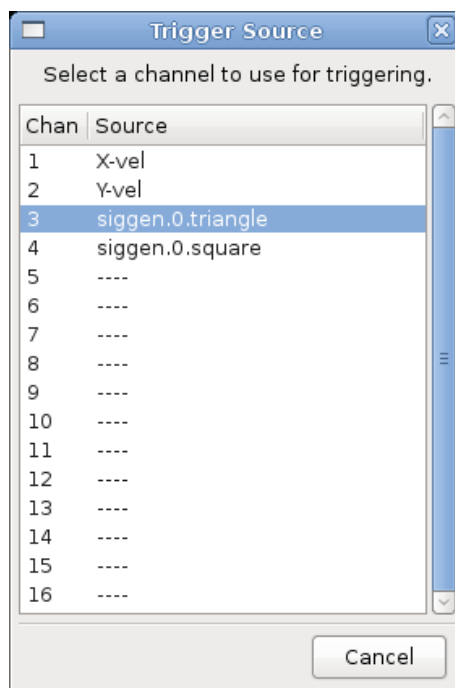 Trigger Source
Select a channel to use for triggering.
Chan Source
1 X-vel
2 Y-vel
3 siggen.0.triangle
4 siggen.0.square
5 ----
6 ----
7 ----
8 ----
9 ----
10 ----
11 ----
12 ----
13 ----
14 ----
15 ----
16 ----
Cancel